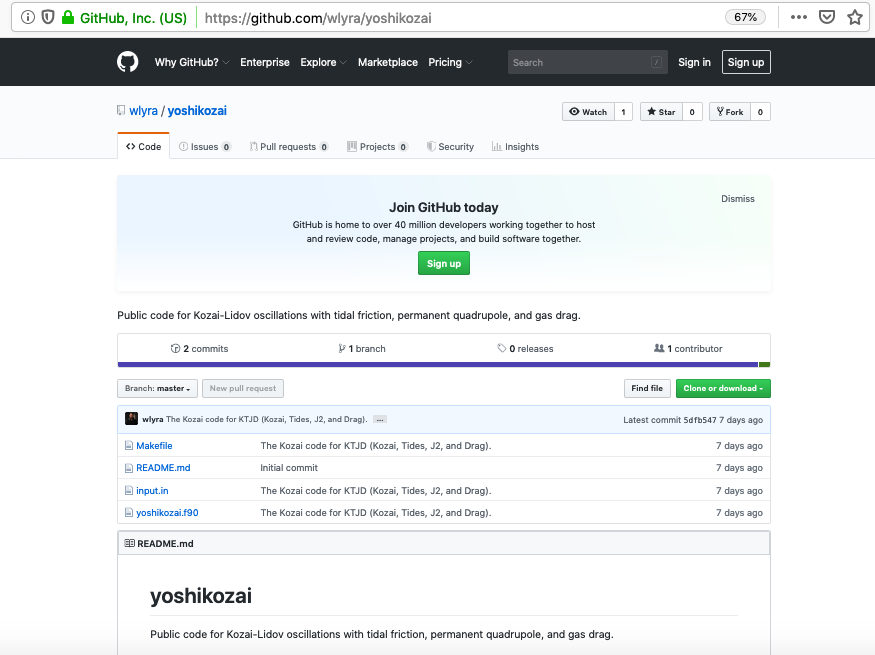 GitHub, Inc. (US) https://github.com/wlyra/yoshikozai 67%
Why GitHub? Enterprise Explore Marketplace Pricing Search / Sign in Sign up
wlyra / yoshikozai Watch 1 Star 0 Fork 0
Code Issues 0 Pull requests 0 Projects 0 Security Insights
Dismiss
Join GitHub today
GitHub is home to over 40 million developers working together to host
and review code, manage projects, and build software together.
Sign up
Public code for Kozai-Lidov oscillations with tidal friction, permanent quadrupole, and gas drag.
2 commits 1 branch 0 releases 1 contributor
Branch: master New pull request Find file Clone or download
wlyra The Kozai code for KTJD (Kozai, Tides, J2, and Drag). ... Latest commit 5dfb547 7 days ago
Makefile The Kozai code for KTJD (Kozai, Tides, J2, and Drag). 7 days ago
README.md Initial commit 7 days ago
input.in The Kozai code for KTJD (Kozai, Tides, J2, and Drag). 7 days ago
yoshikozai.f90 The Kozai code for KTJD (Kozai, Tides, J2, and Drag). 7 days ago
README.md
yoshikozai
Public code for Kozai-Lidov oscillations with tidal friction, permanent quadrupole, and gas drag.